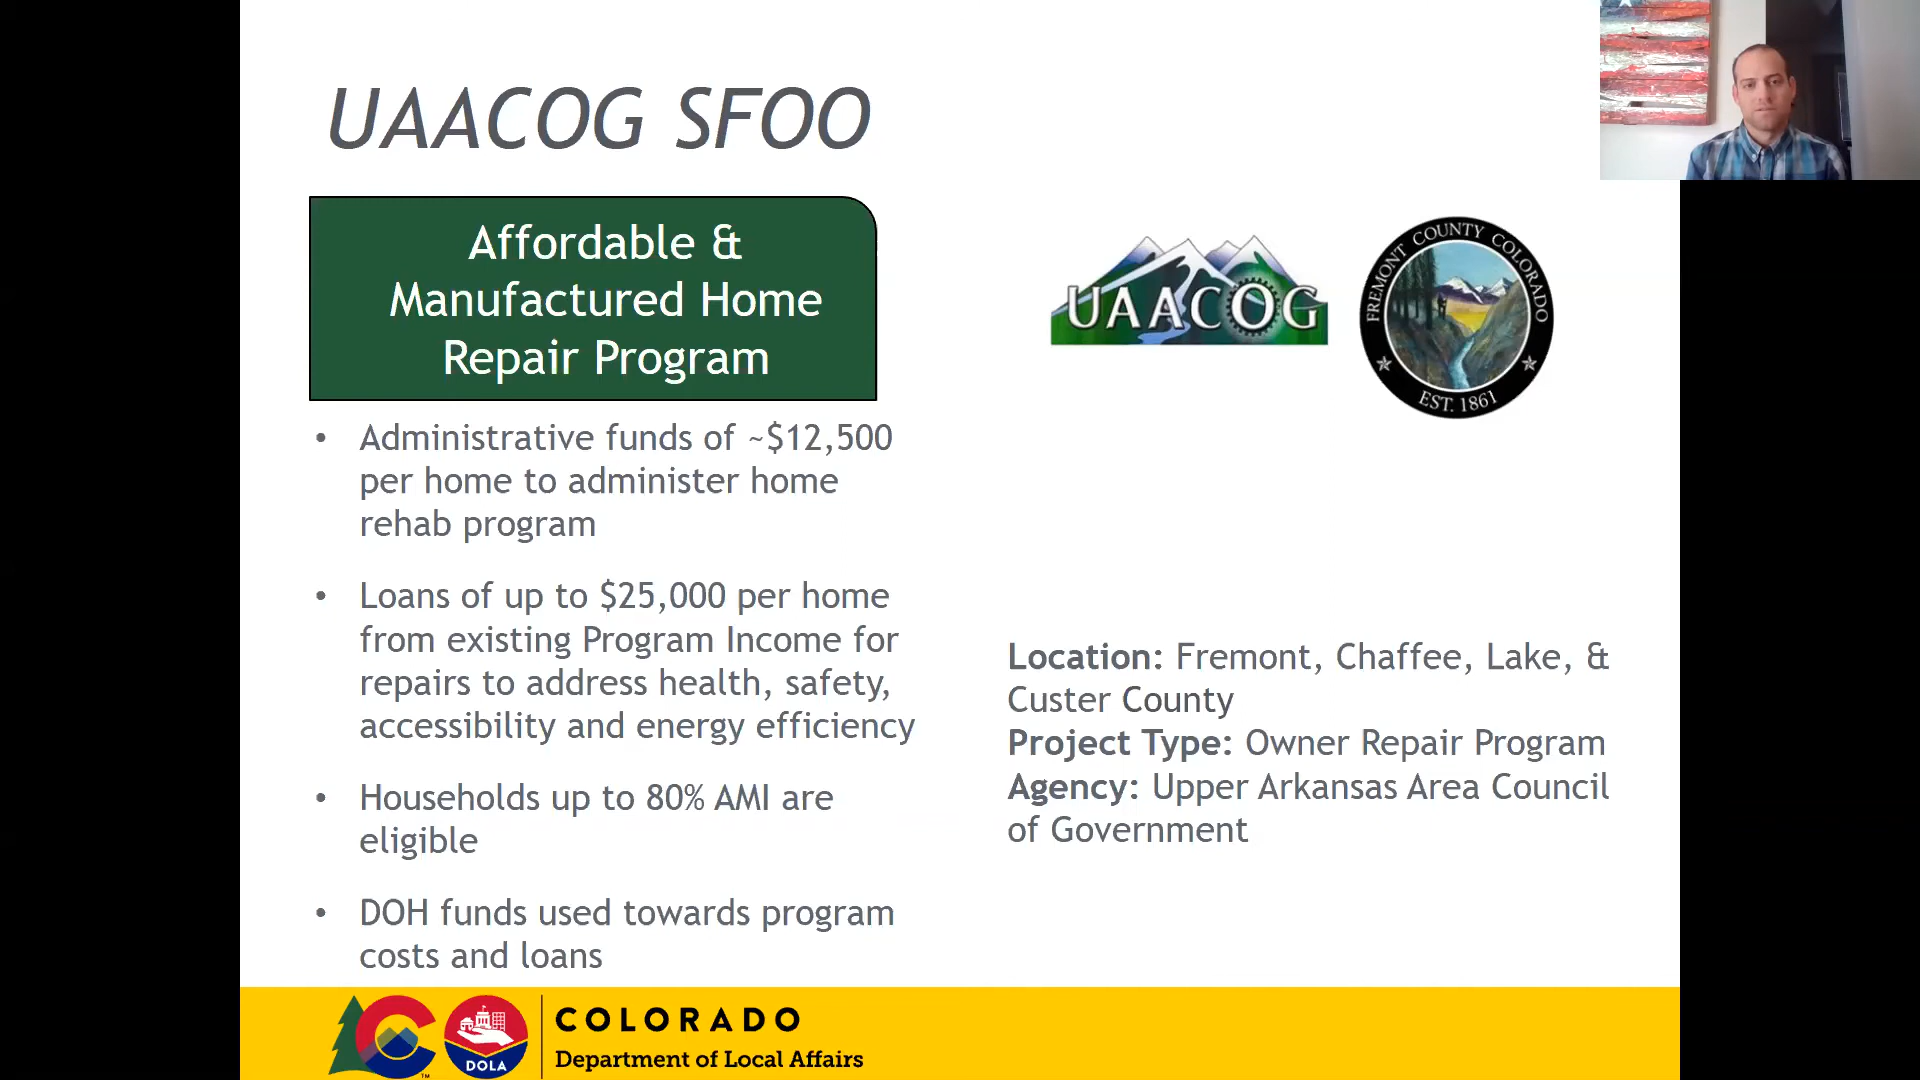 UAACOG SFOO
Affordable &
Manufactured Home
Repair Program
• Administrative funds of ~$12,500
per home to administer home
rehab program
• Loans of up to $25,000 per home
from existing Program Income for
repairs to address health, safety,
accessibility and energy efficiency
• Households up to 80% AMI are
eligible
• DOH funds used towards program
costs and loans
UAACOG
FREMONT COUNTY COLORADO
EST. 1861
Location: Fremont, Chaffee, Lake, &
Custer County
Project Type: Owner Repair Program
Agency: Upper Arkansas Area Council
of Government
C
TM
DOLA
COLORADO
Department of Local Affairs